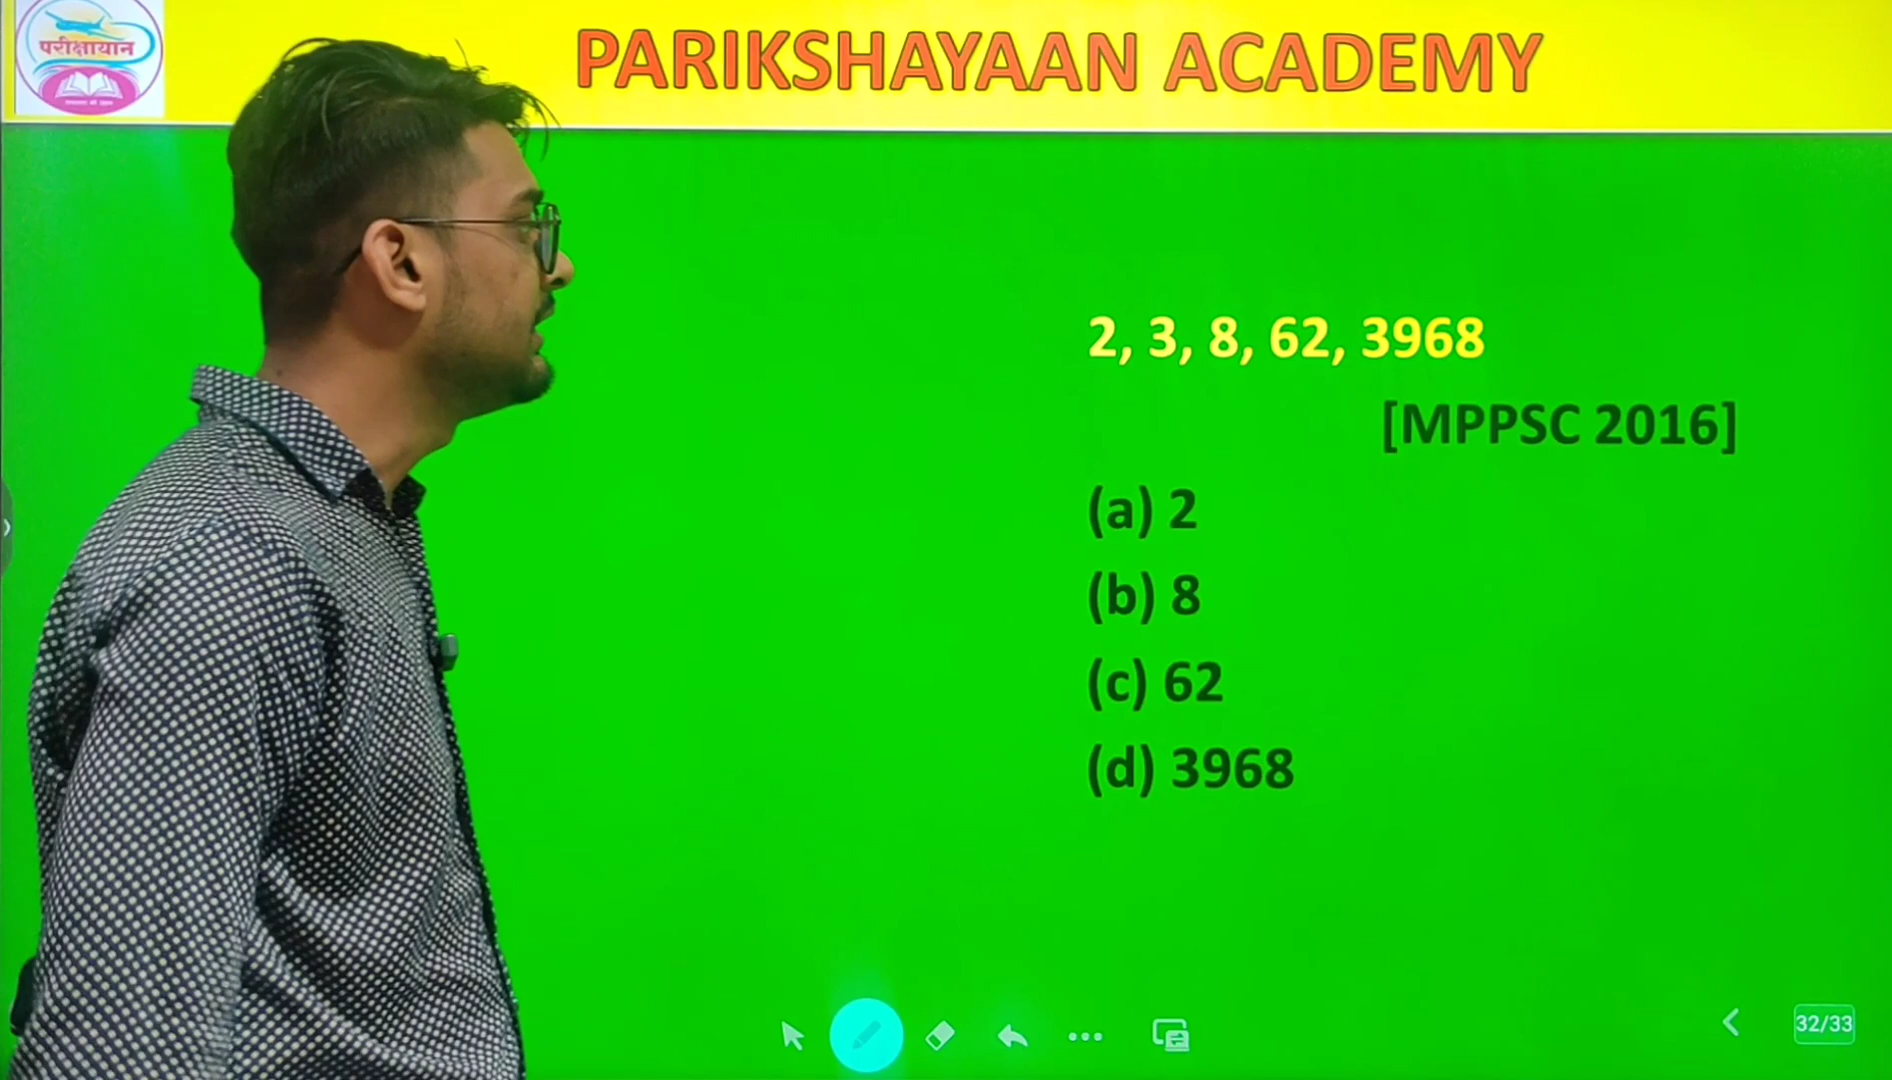 परीक्षायान
PARIKSHAYAAN ACADEMY
2, 3, 8, 62, 3968
[MPPSC 2016]
(a) 2
(b) 8
(c) 62
(d) 3968
32/33